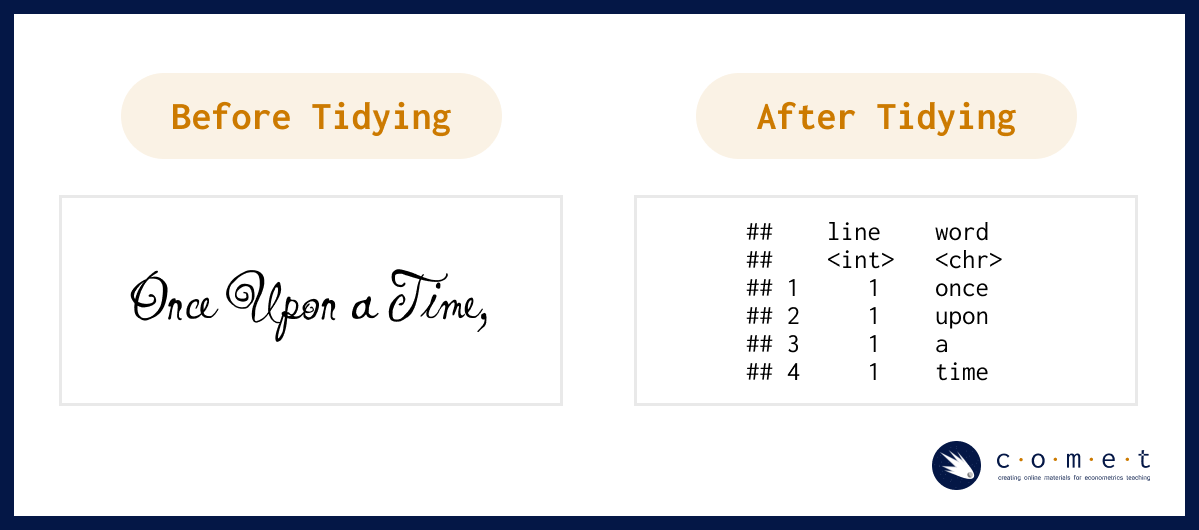 Before Tidying
After Tidying
Once Upon a Time,
## line word
## <int> <chr>
## 1 1 once
## 2 1 upon
## 3 1 a
## 4 1 time
c·o·m·e·t
creating online materials for econometrics teaching